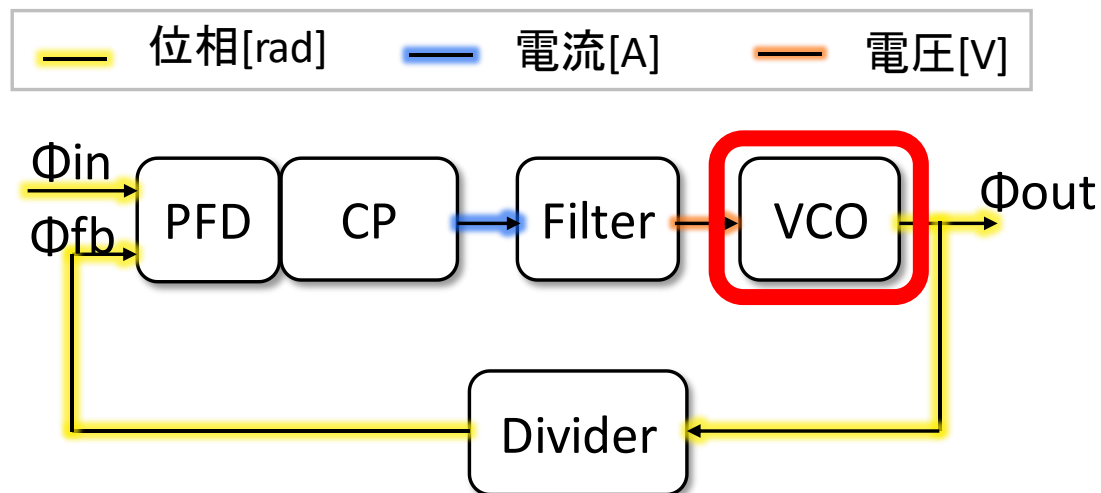 位相[rad] 電流[A] 電圧[V]
Φin
Φfb
PFD CP Filter VCO
Φout
Divider